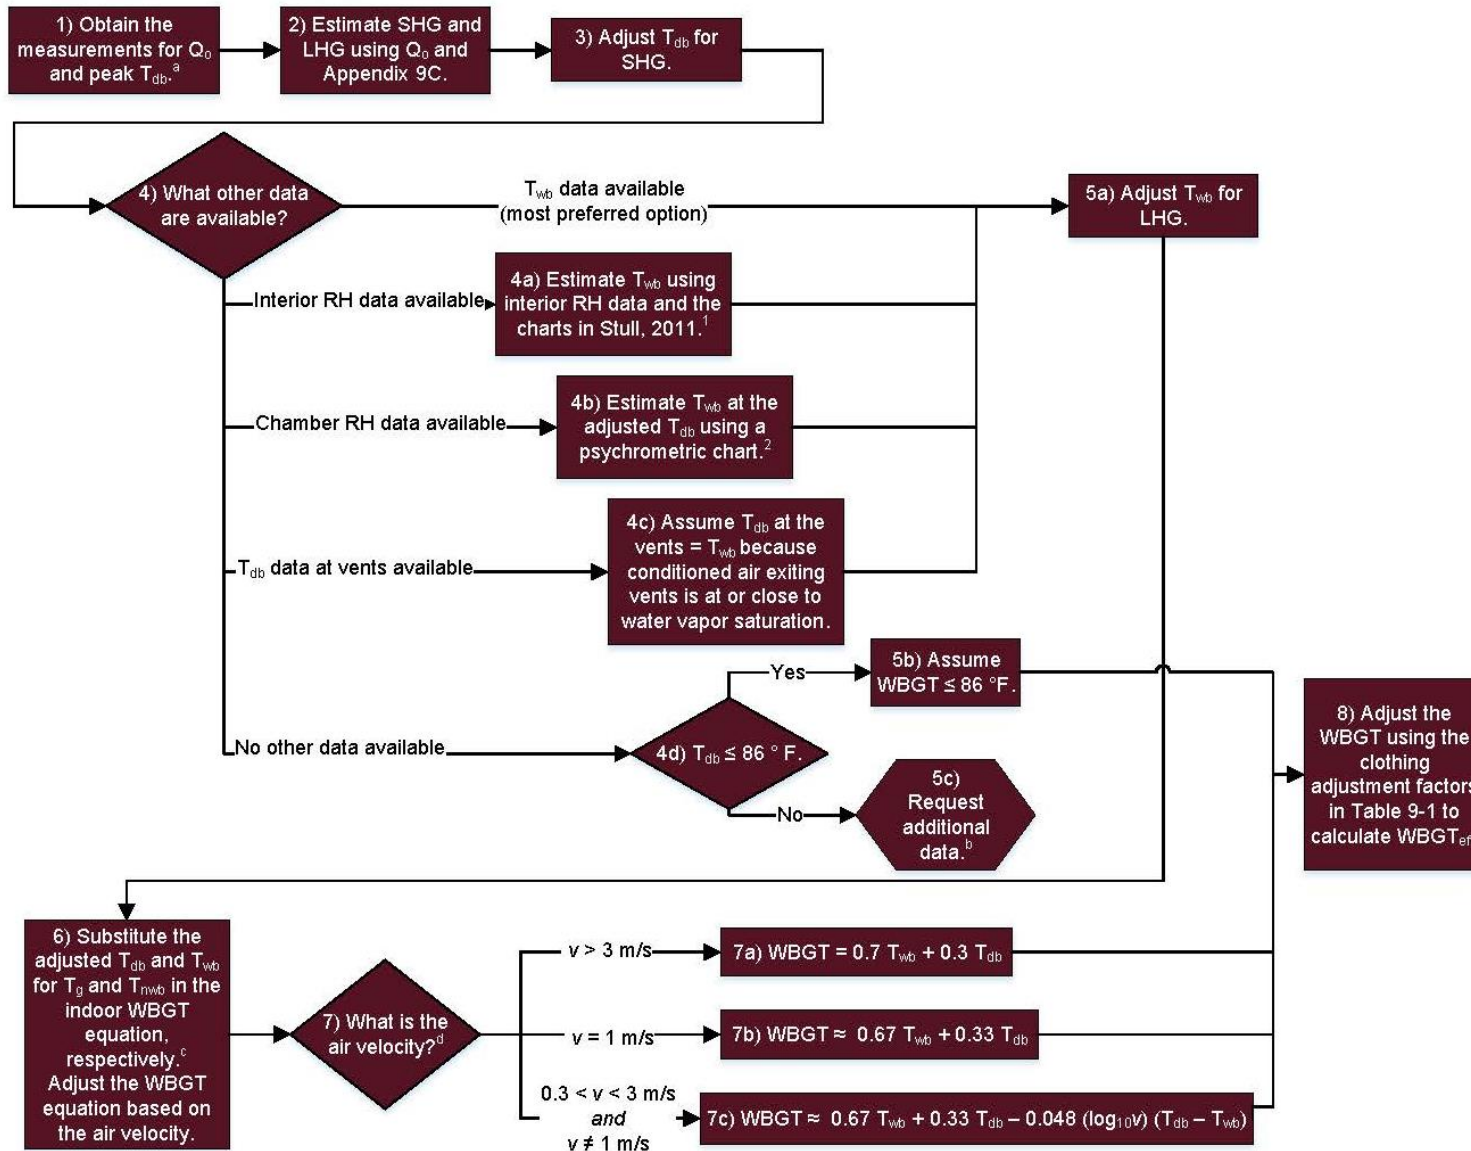 1) Obtain the
measurements for Q₀
and peak T_db.ᵃ
2) Estimate SHG and
LHG using Q₀ and
Appendix 9C.
3) Adjust T_db for
SHG.
4) What other data
are available?
T_wb data available
(most preferred option)
5a) Adjust T_wb for
LHG.
Interior RH data available
4a) Estimate T_wb using
interior RH data and the
charts in Stull, 2011.¹
Chamber RH data available
4b) Estimate T_wb at the
adjusted T_db using a
psychrometric chart.²
T_db data at vents available
4c) Assume T_db at the
vents = T_wb because
conditioned air exiting
vents is at or close to
water vapor saturation.
No other data available
4d) T_db ≤ 86 ° F.
Yes
5b) Assume
WBGT ≤ 86 °F.
No
5c)
Request
additional
data.ᵇ
8) Adjust the
WBGT using the
clothing
adjustment factors
in Table 9-1 to
calculate WBGT_ef
6) Substitute the
adjusted T_db and T_wb
for T_g and T_nwb in the
indoor WBGT
equation,
respectively.ᶜ
Adjust the WBGT
equation based on
the air velocity.
7) What is the
air velocity?ᵈ
v > 3 m/s
7a) WBGT = 0.7 T_wb + 0.3 T_db
v = 1 m/s
7b) WBGT ≈ 0.67 T_wb + 0.33 T_db
0.3 < v < 3 m/s
and
v ≠ 1 m/s
7c) WBGT ≈ 0.67 T_wb + 0.33 T_db – 0.048 (log₁₀v) (T_db – T_wb)